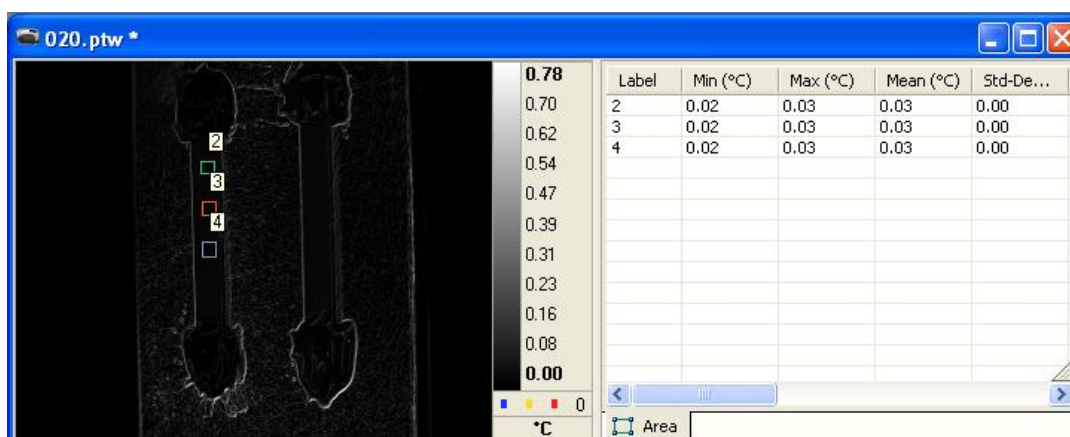 020.ptw *
2
3
4
0.78
0.70
0.62
0.54
0.47
0.39
0.31
0.23
0.16
0.08
0.00
0
°C
Label Min (°C) Max (°C) Mean (°C) Std-De...
2 0.02 0.03 0.03 0.00
3 0.02 0.03 0.03 0.00
4 0.02 0.03 0.03 0.00
Area